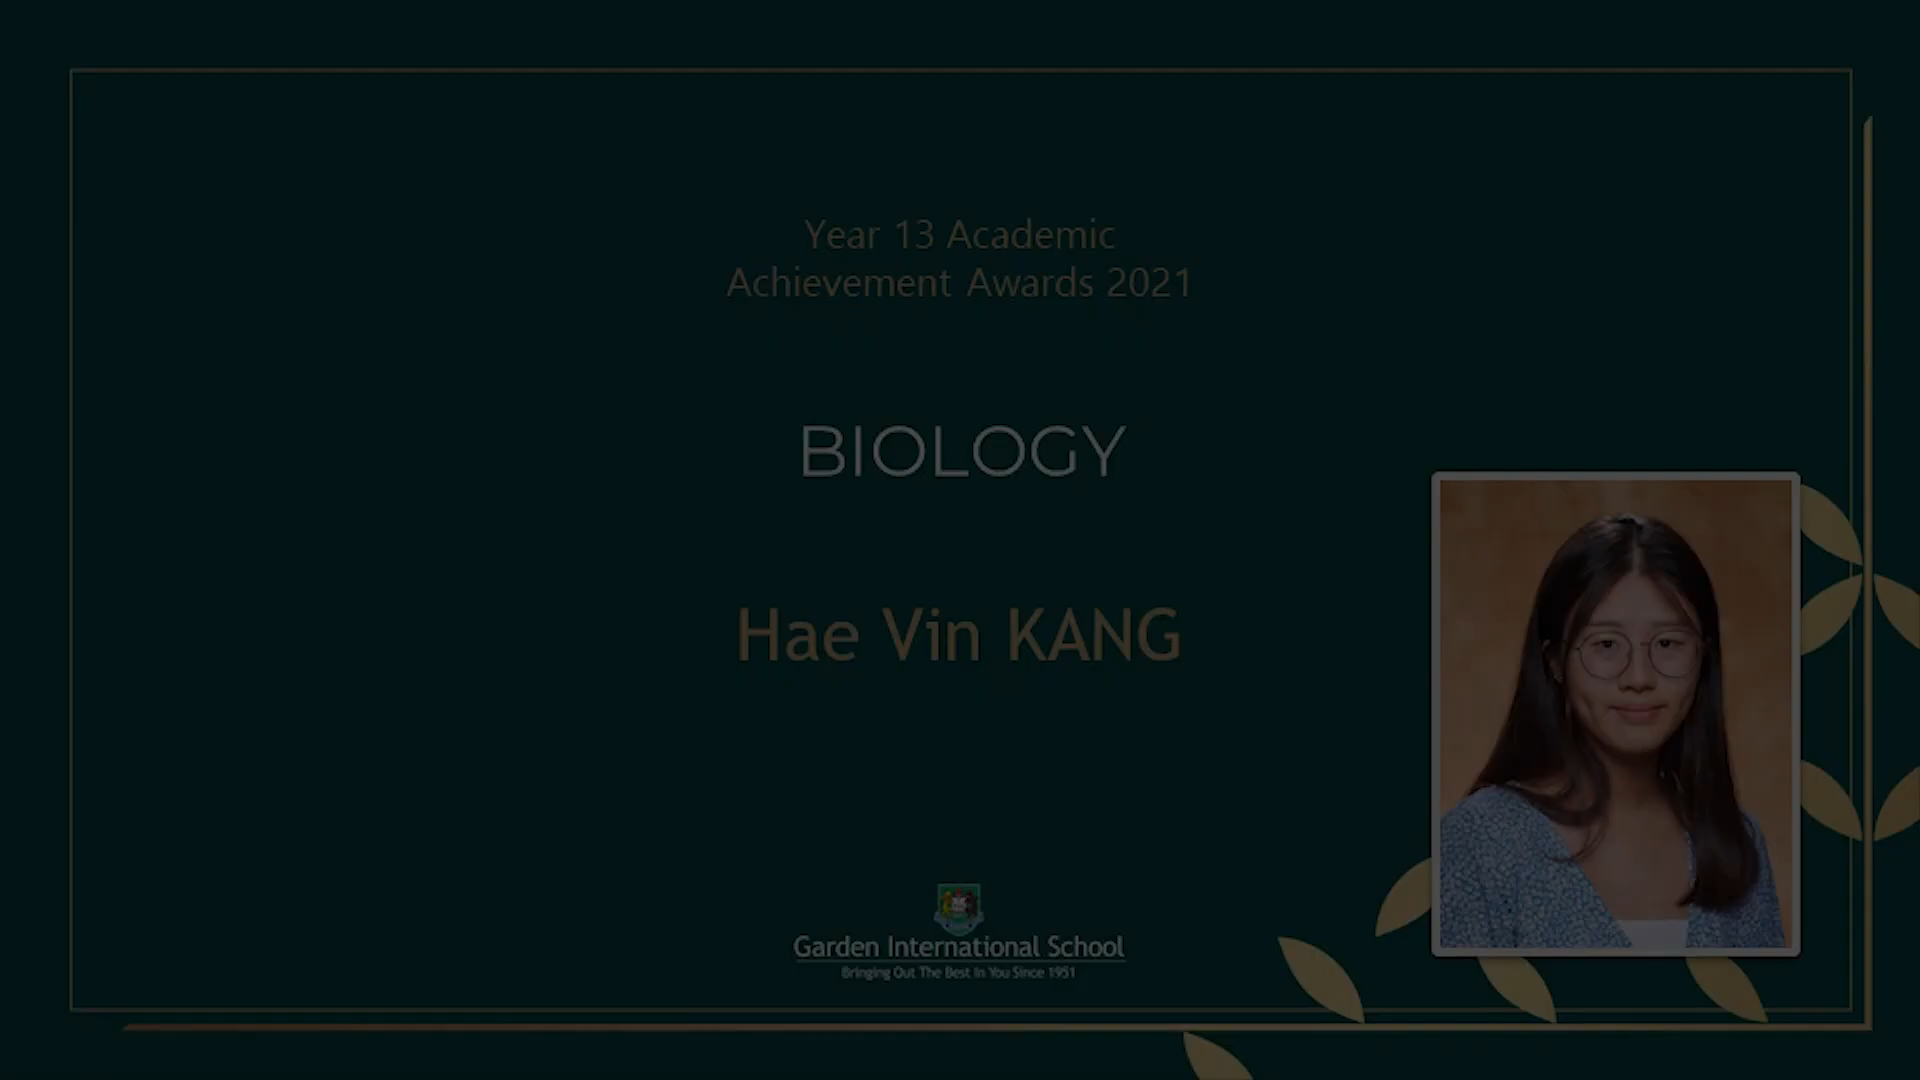 Year 13 Academic
Achievement Awards 2021
BIOLOGY
Hae Vin KANG
Garden International School
Bringing Out The Best In You Since 1951